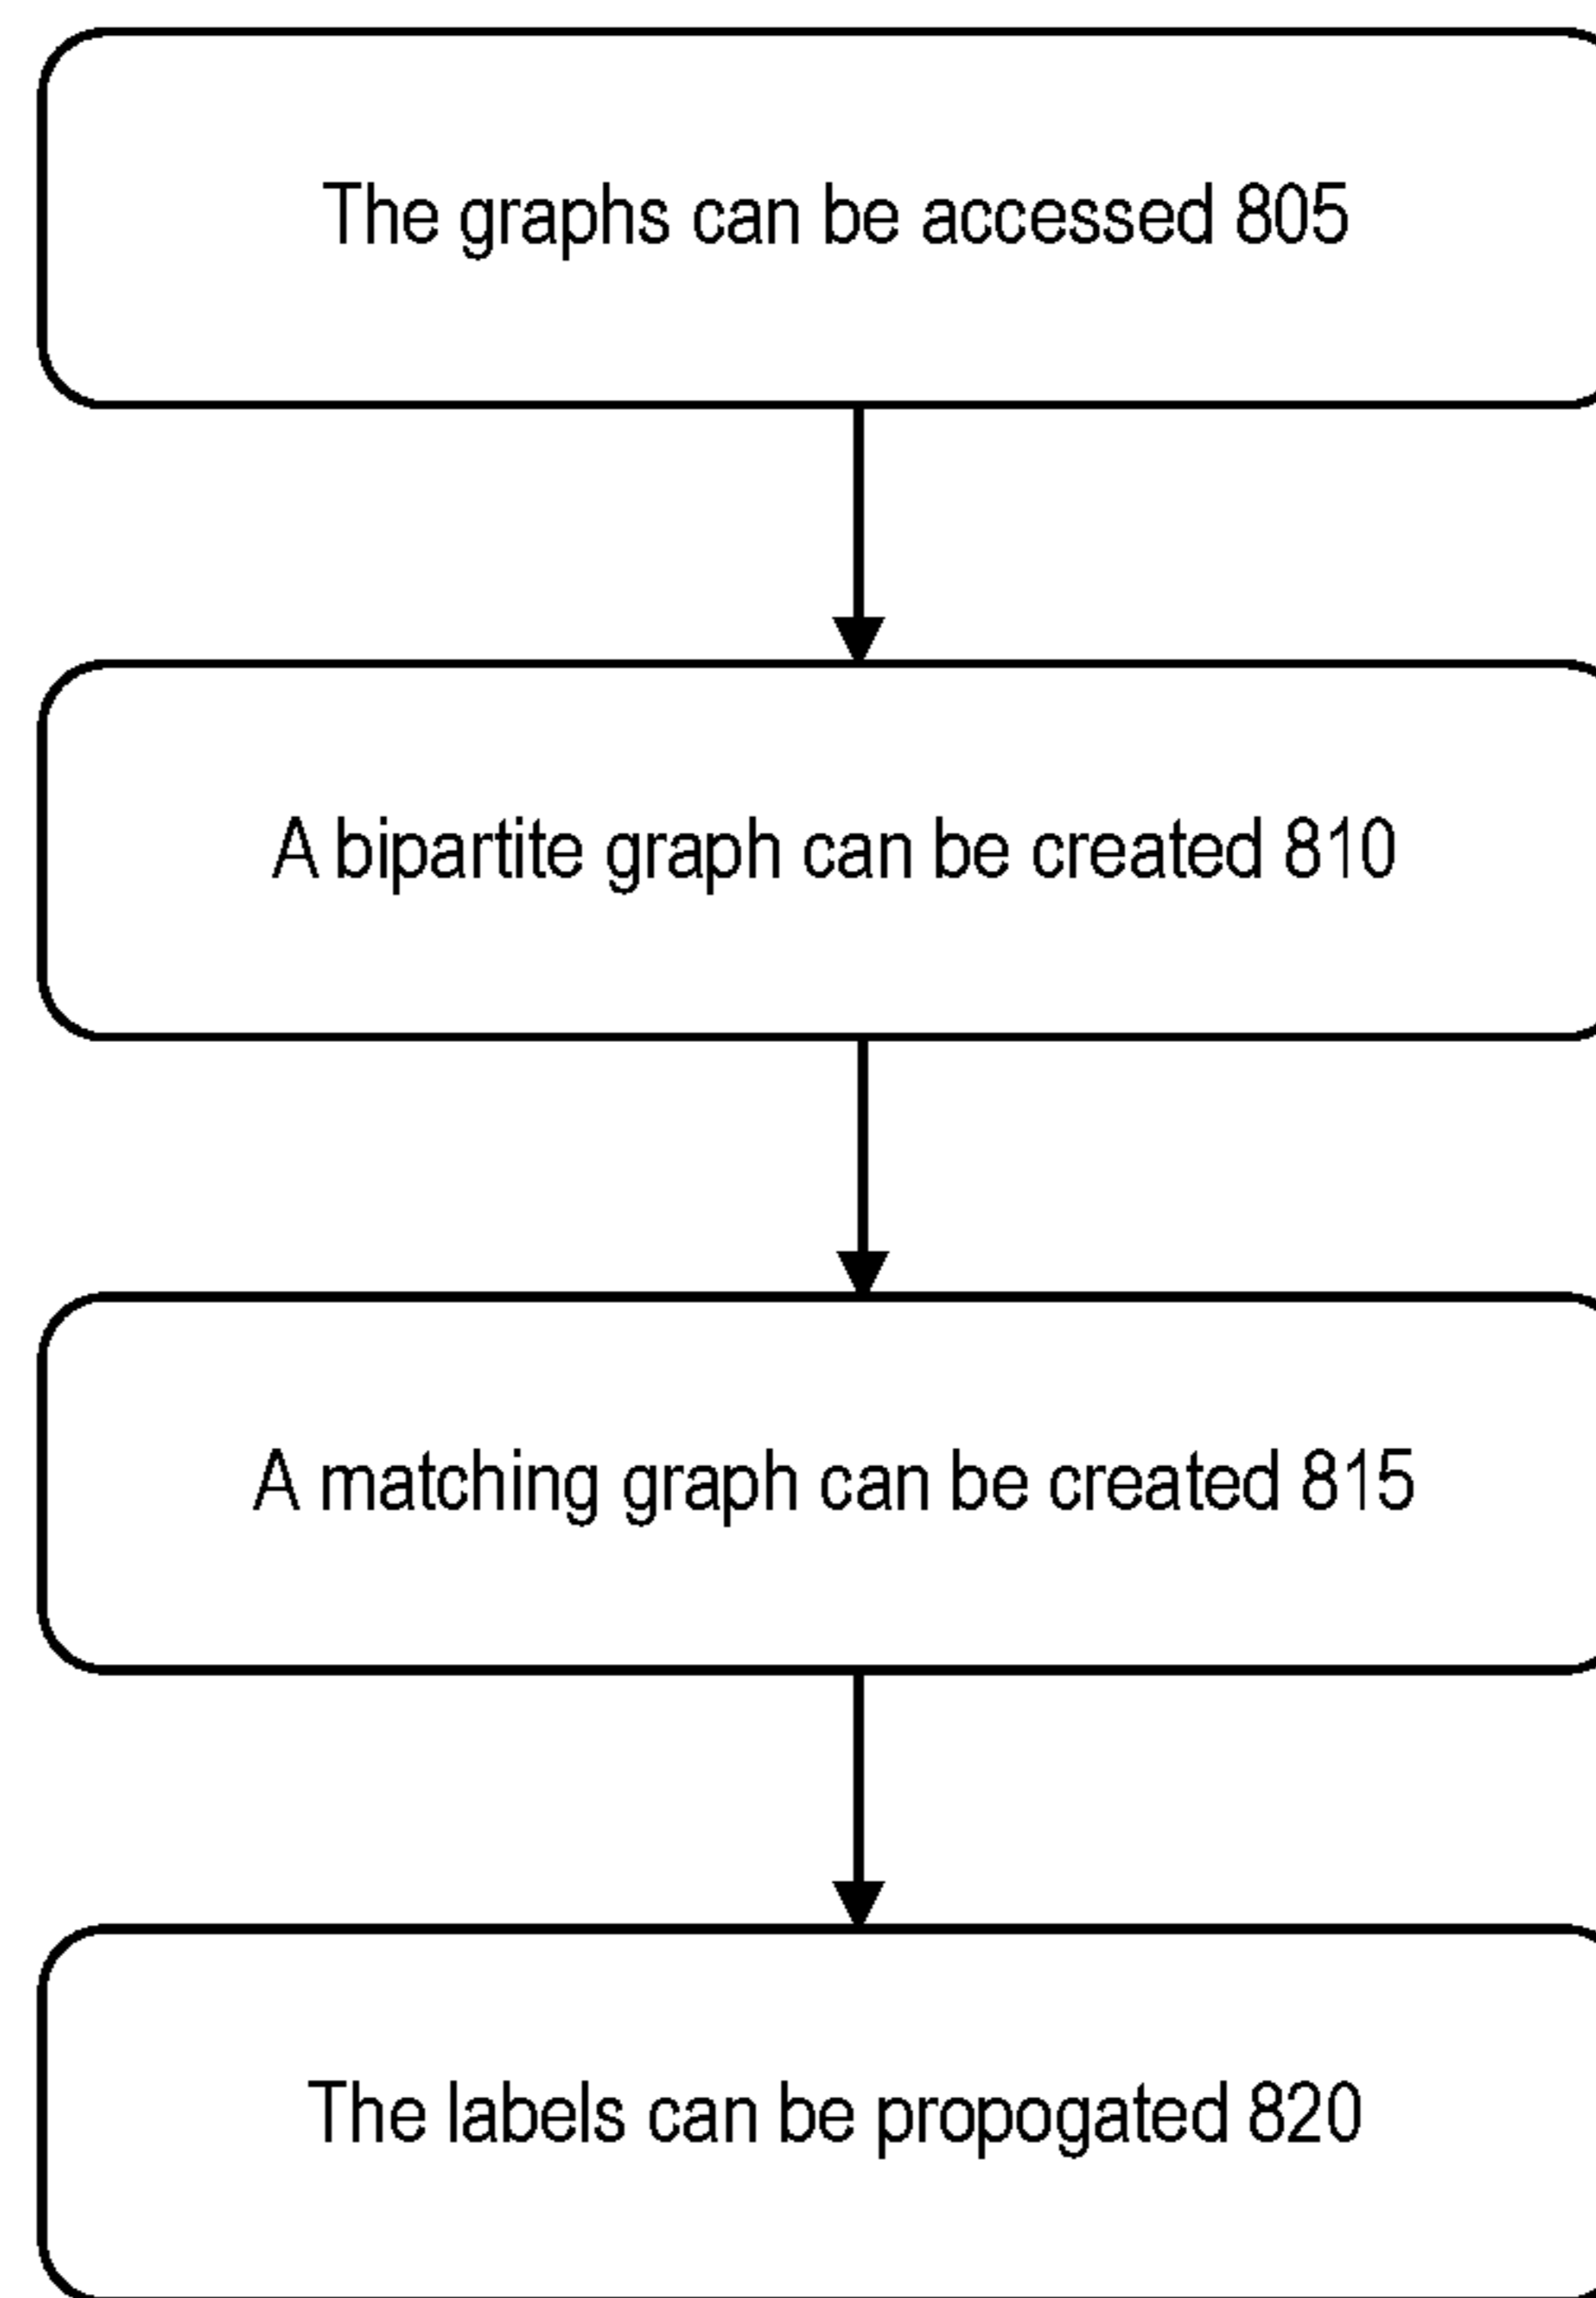 The graphs can be accessed 805
A bipartite graph can be created 810
A matching graph can be created 815
The labels can be propogated 820